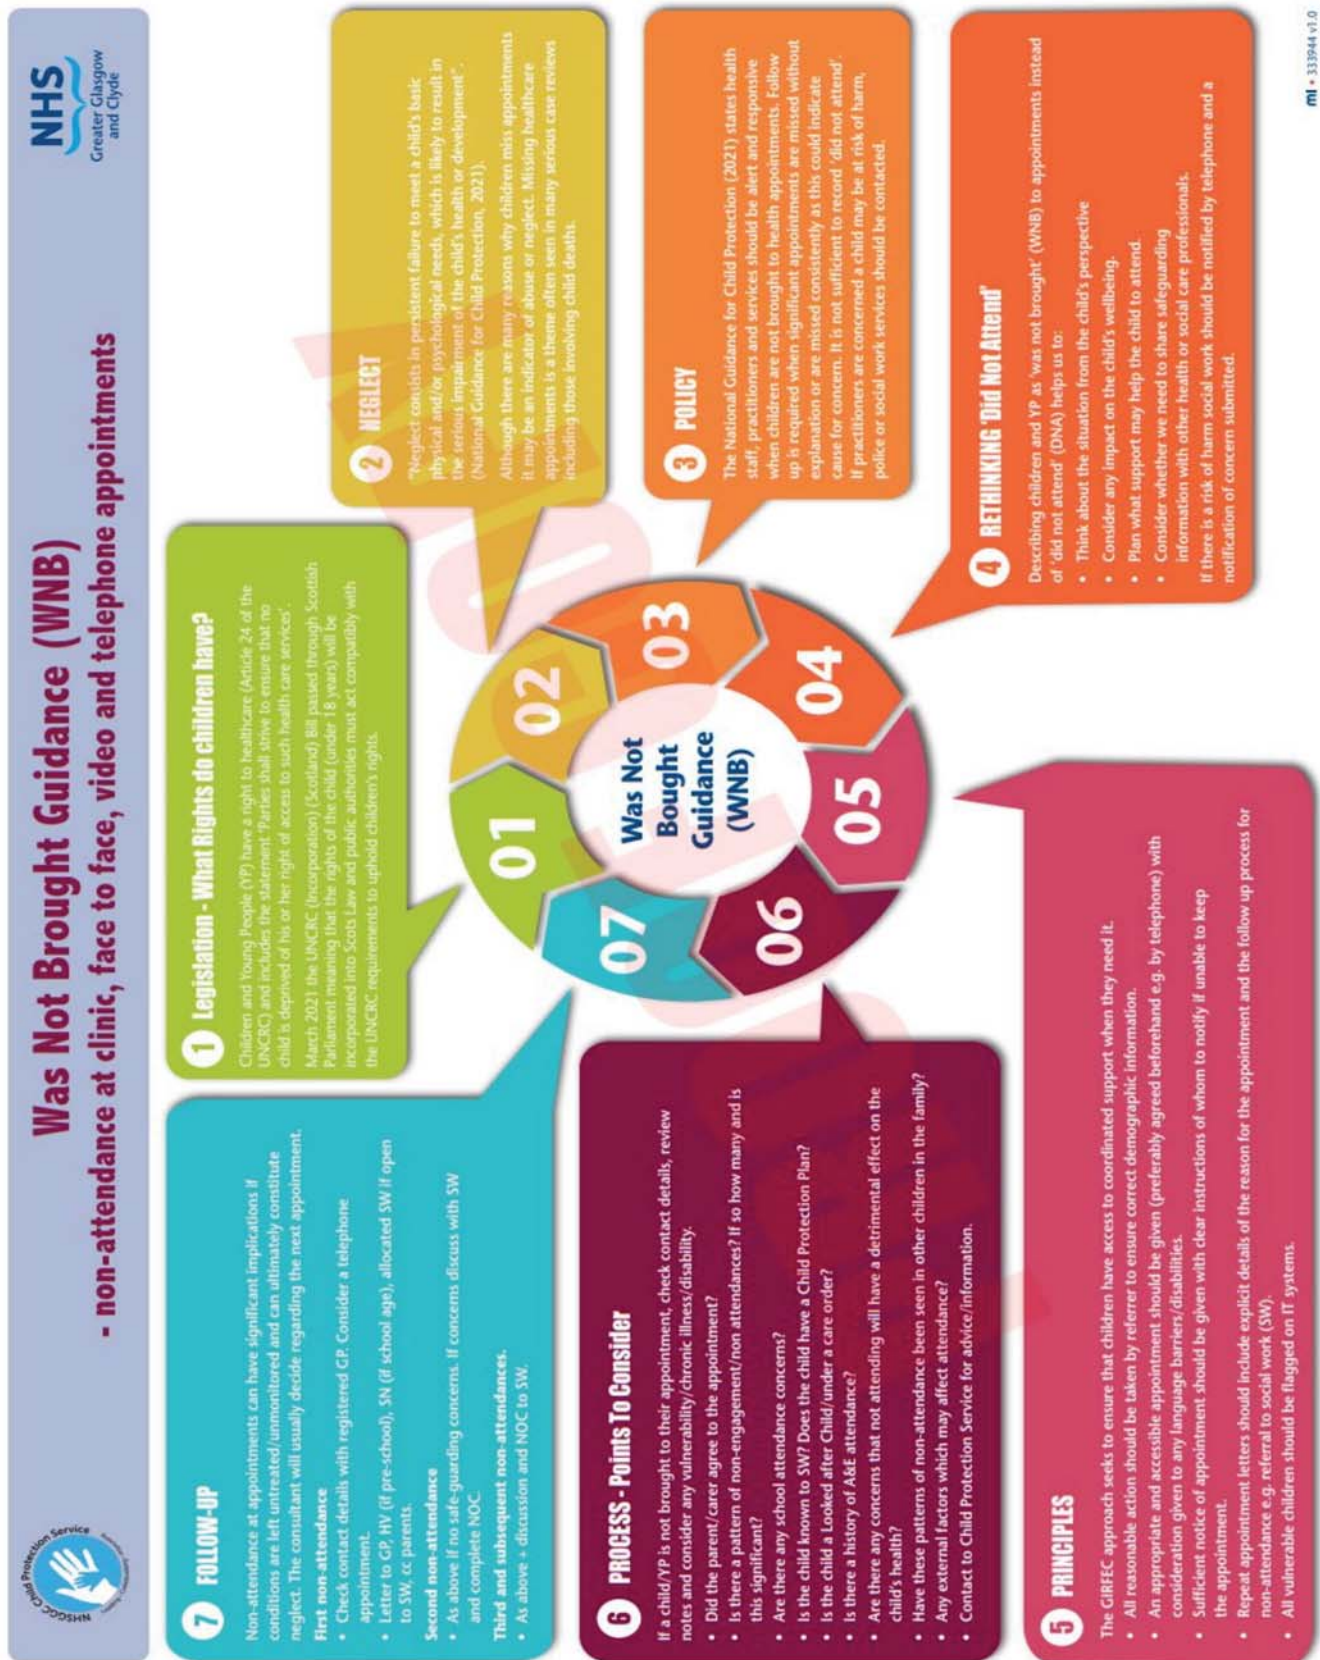 NHSGGC Child Protection Service
Was Not Brought Guidance (WNB)
- non-attendance at clinic, face to face, video and telephone appointments
NHS
Greater Glasgow
and Clyde
1 Legislation - What Rights do children have?
Children and Young People (YP) have a right to healthcare (Article 24 of the
UNCRC) and includes the statement 'Parties shall strive to ensure that no
child is deprived of his or her right of access to such health care services'.
March 2021 the UNCRC (Incorporation) (Scotland) Bill passed through Scottish
Parliament meaning that the rights of the child (under 18 years) will be
incorporated into Scots Law and public authorities must act compatibly with
the UNCRC requirements to uphold children's rights.
2 NEGLECT
"Neglect consists in persistent failure to meet a child's basic
physical and/or psychological needs, which is likely to result in
the serious impairment of the child's health or development".
(National Guidance for Child Protection, 2021).
Although there are many reasons why children miss appointments
it may be an indicator of abuse or neglect. Missing healthcare
appointments is a theme often seen in many serious case reviews
including those involving child deaths.
3 POLICY
The National Guidance for Child Protection (2021) states health
staff, practitioners and services should be alert and responsive
when children are not brought to health appointments. Follow
up is required when significant appointments are missed without
explanation or are missed consistently as this could indicate
cause for concern. It is not sufficient to record 'did not attend'.
If practitioners are concerned a child may be at risk of harm,
police or social work services should be contacted.
4 RETHINKING 'Did Not Attend'
Describing children and YP as 'was not brought' (WNB) to appointments instead
of 'did not attend' (DNA) helps us to:
• Think about the situation from the child's perspective
• Consider any impact on the child's wellbeing.
• Plan what support may help the child to attend.
• Consider whether we need to share safeguarding
information with other health or social care professionals.
If there is a risk of harm social work should be notified by telephone and a
notification of concern submitted.
5 PRINCIPLES
The GIRFEC approach seeks to ensure that children have access to coordinated support when they need it.
• All reasonable action should be taken by referrer to ensure correct demographic information.
• An appropriate and accessible appointment should be given (preferably agreed beforehand e.g. by telephone) with
consideration given to any language barriers/disabilities.
• Sufficient notice of appointment should be given with clear instructions of whom to notify if unable to keep
the appointment.
• Repeat appointment letters should include explicit details of the reason for the appointment and the follow up process for
non-attendance e.g. referral to social work (SW).
• All vulnerable children should be flagged on IT systems.
6 PROCESS - Points To Consider
If a child/YP is not brought to their appointment, check contact details, review
notes and consider any vulnerability/chronic illness/disability.
• Did the parent/carer agree to the appointment?
• Is there a pattern of non-engagement/non attendances? If so how many and is
this significant?
• Are there any school attendance concerns?
• Is the child known to SW? Does the child have a Child Protection Plan?
• Is the child a Looked after Child/under a care order?
• Is there a history of A&E attendance?
• Are there any concerns that not attending will have a detrimental effect on the
child's health?
• Have these patterns of non-attendance been seen in other children in the family?
• Any external factors which may affect attendance?
• Contact to Child Protection Service for advice/information.
7 FOLLOW-UP
Non-attendance at appointments can have significant implications if
conditions are left untreated/unmonitored and can ultimately constitute
neglect. The consultant will usually decide regarding the next appointment.
First non-attendance
• Check contact details with registered GP. Consider a telephone
appointment.
• Letter to GP, HV (if pre-school), SN (if school age), allocated SW if open
to SW, cc parents.
Second non-attendance
• As above if no safe-guarding concerns. If concerns discuss with SW
and complete NOC.
Third and subsequent non-attendances.
• As above + discussion and NOC to SW.
01
02
03
04
05
06
07
Was Not
Bought
Guidance
(WNB)
mi • 333944 v1.0